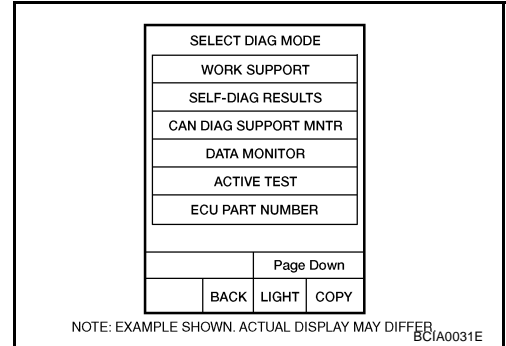 SELECT DIAG MODE
WORK SUPPORT
SELF-DIAG RESULTS
CAN DIAG SUPPORT MNTR
DATA MONITOR
ACTIVE TEST
ECU PART NUMBER
Page Down
BACK LIGHT COPY
NOTE: EXAMPLE SHOWN. ACTUAL DISPLAY MAY DIFFER.
BCIA0031E